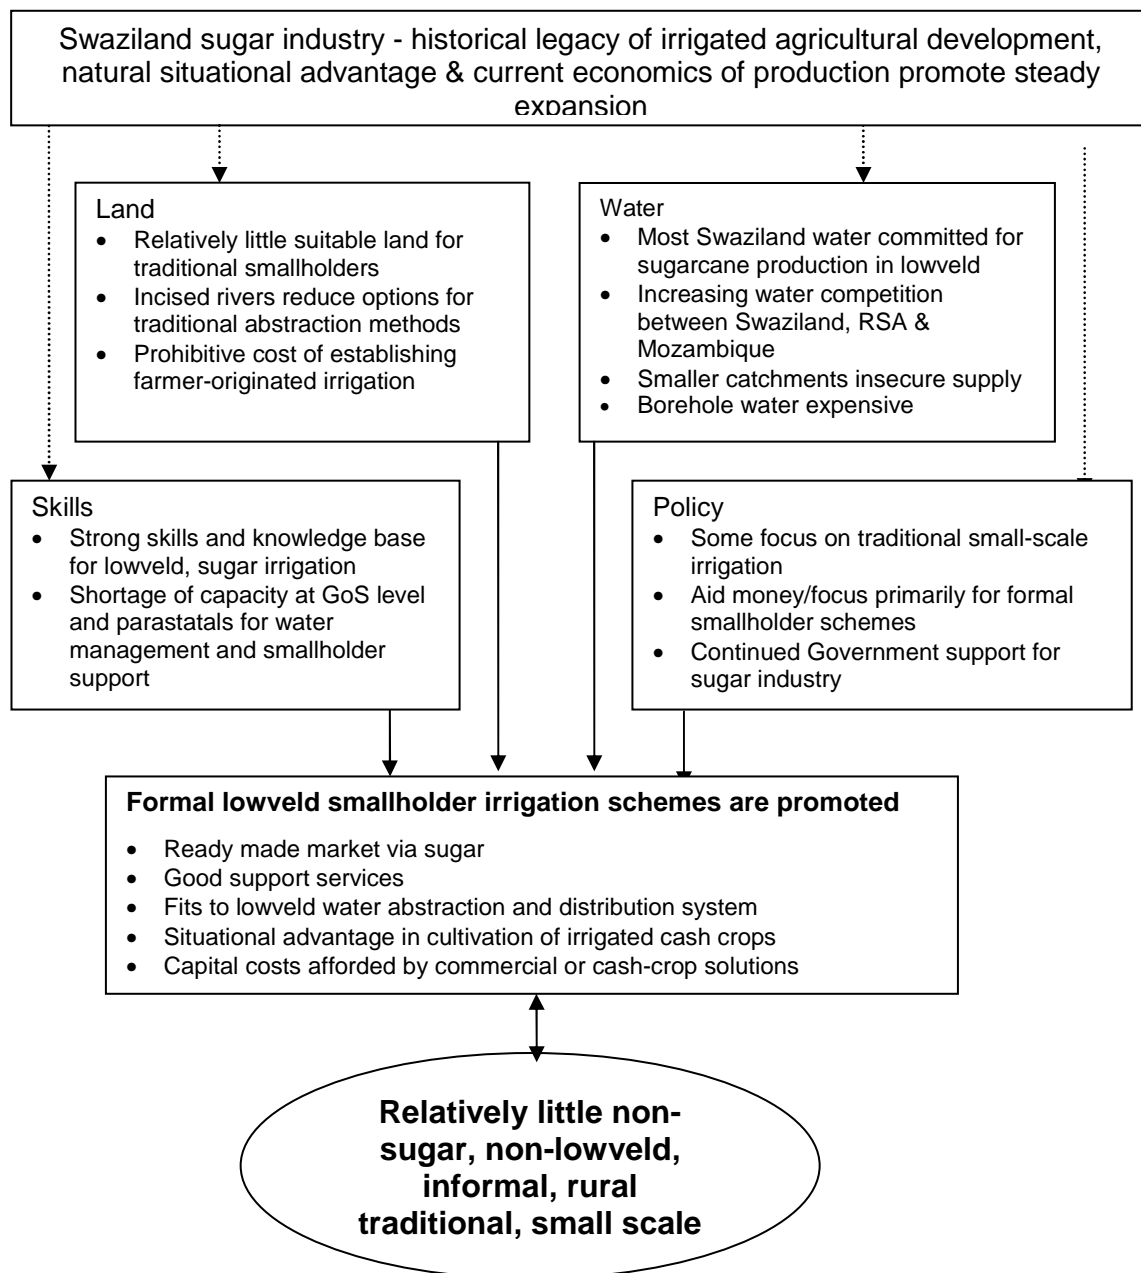 Swaziland sugar industry - historical legacy of irrigated agricultural development,
natural situational advantage & current economics of production promote steady
expansion
Land
• Relatively little suitable land for
traditional smallholders
• Incised rivers reduce options for
traditional abstraction methods
• Prohibitive cost of establishing
farmer-originated irrigation
Water
• Most Swaziland water committed for
sugarcane production in lowveld
• Increasing water competition
between Swaziland, RSA &
Mozambique
• Smaller catchments insecure supply
• Borehole water expensive
Skills
• Strong skills and knowledge base
for lowveld, sugar irrigation
• Shortage of capacity at GoS level
and parastatals for water
management and smallholder
support
Policy
• Some focus on traditional small-scale
irrigation
• Aid money/focus primarily for formal
smallholder schemes
• Continued Government support for
sugar industry
Formal lowveld smallholder irrigation schemes are promoted
• Ready made market via sugar
• Good support services
• Fits to lowveld water abstraction and distribution system
• Situational advantage in cultivation of irrigated cash crops
• Capital costs afforded by commercial or cash-crop solutions
Relatively little non-
sugar, non-lowveld,
informal, rural
traditional, small scale